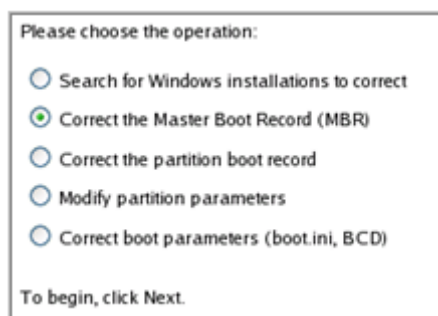 Please choose the operation:
Search for Windows installations to correct
Correct the Master Boot Record (MBR)
Correct the partition boot record
Modify partition parameters
Correct boot parameters (boot.ini, BCD)
To begin, click Next.